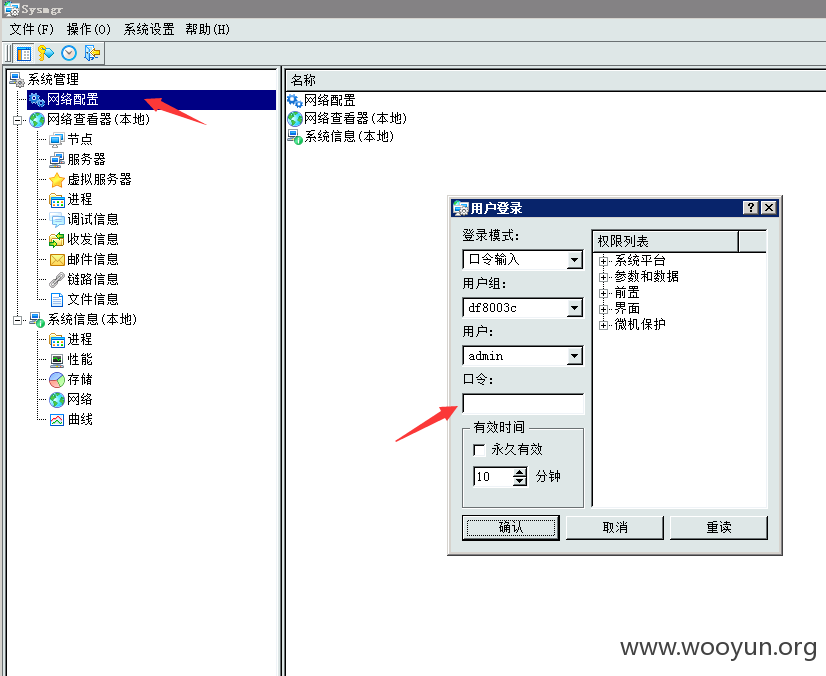 Sysmgr
文件(F) 操作(O) 系统设置 帮助(H)
系统管理
网络配置
网络查看器(本地)
节点
服务器
虚拟服务器
进程
调试信息
收发信息
邮件信息
链路信息
文件信息
系统信息(本地)
进程
性能
存储
网络
曲线
名称
网络配置
网络查看器(本地)
系统信息(本地)
用户登录
登录模式:
口令输入
用户组:
df8003c
用户:
admin
口令:
有效时间
永久有效
10 分钟
权限列表
系统平台
参数和数据
前置
界面
微机保护
确认 取消 重读
www.wooyun.org